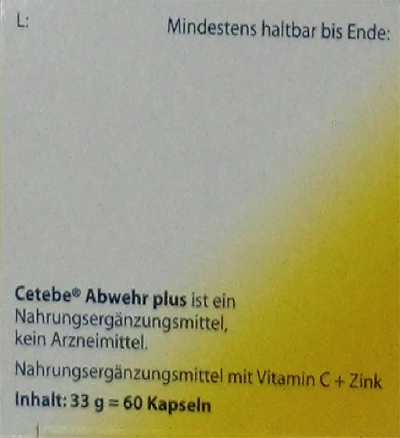 L:
Mindestens haltbar bis Ende:
Cetebe® Abwehr plus ist ein
Nahrungsergänzungsmittel,
kein Arzneimittel.
Nahrungsergänzungsmittel mit Vitamin C + Zink
Inhalt: 33 g = 60 Kapseln